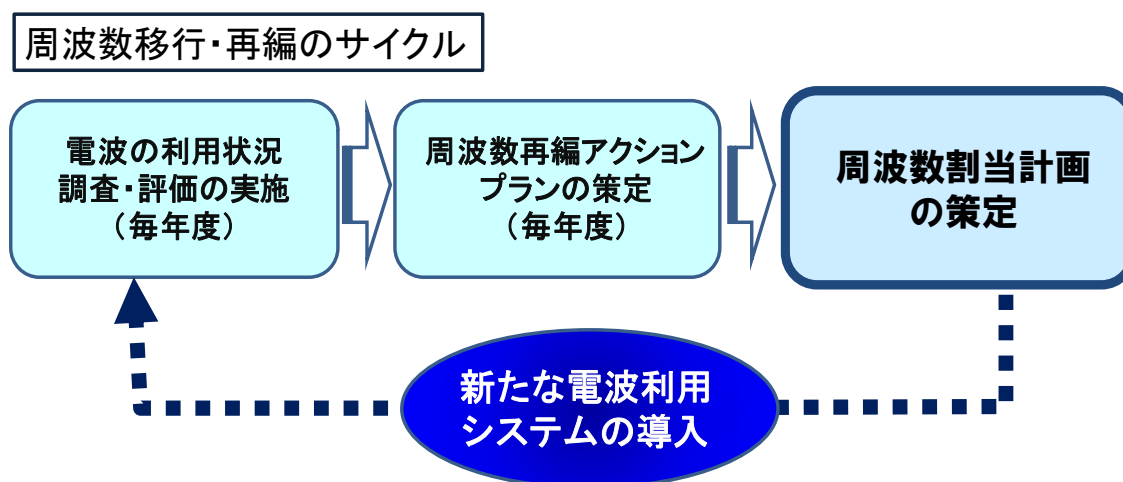 周波数移行・再編のサイクル
電波の利用状況
調査・評価の実施
（毎年度）
周波数再編アクション
プランの策定
（毎年度）
周波数割当計画
の策定
新たな電波利用
システムの導入